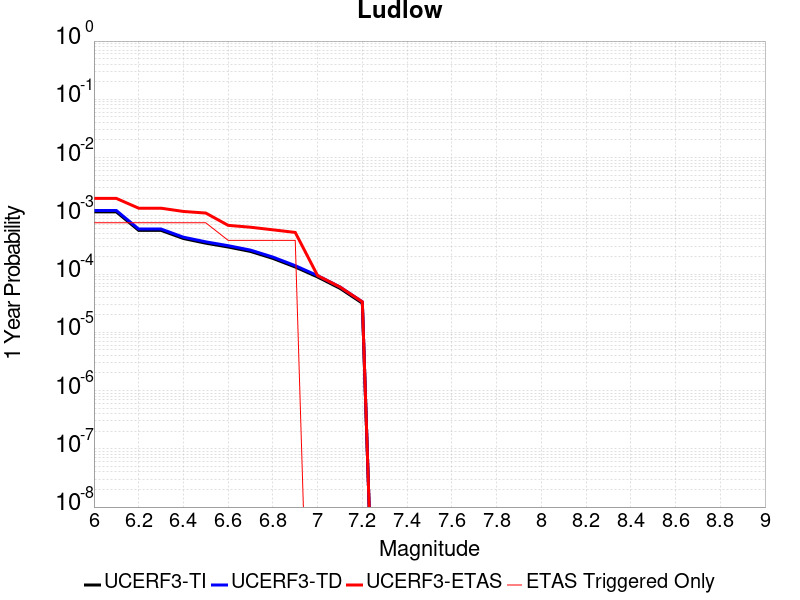 Ludlow
10^0
10^-1
10^-2
10^-3
10^-4
10^-5
10^-6
10^-7
10^-8
1 Year Probability
6 6.2 6.4 6.6 6.8 7 7.2 7.4 7.6 7.8 8 8.2 8.4 8.6 8.8 9
Magnitude
UCERF3-TI UCERF3-TD UCERF3-ETAS ETAS Triggered Only